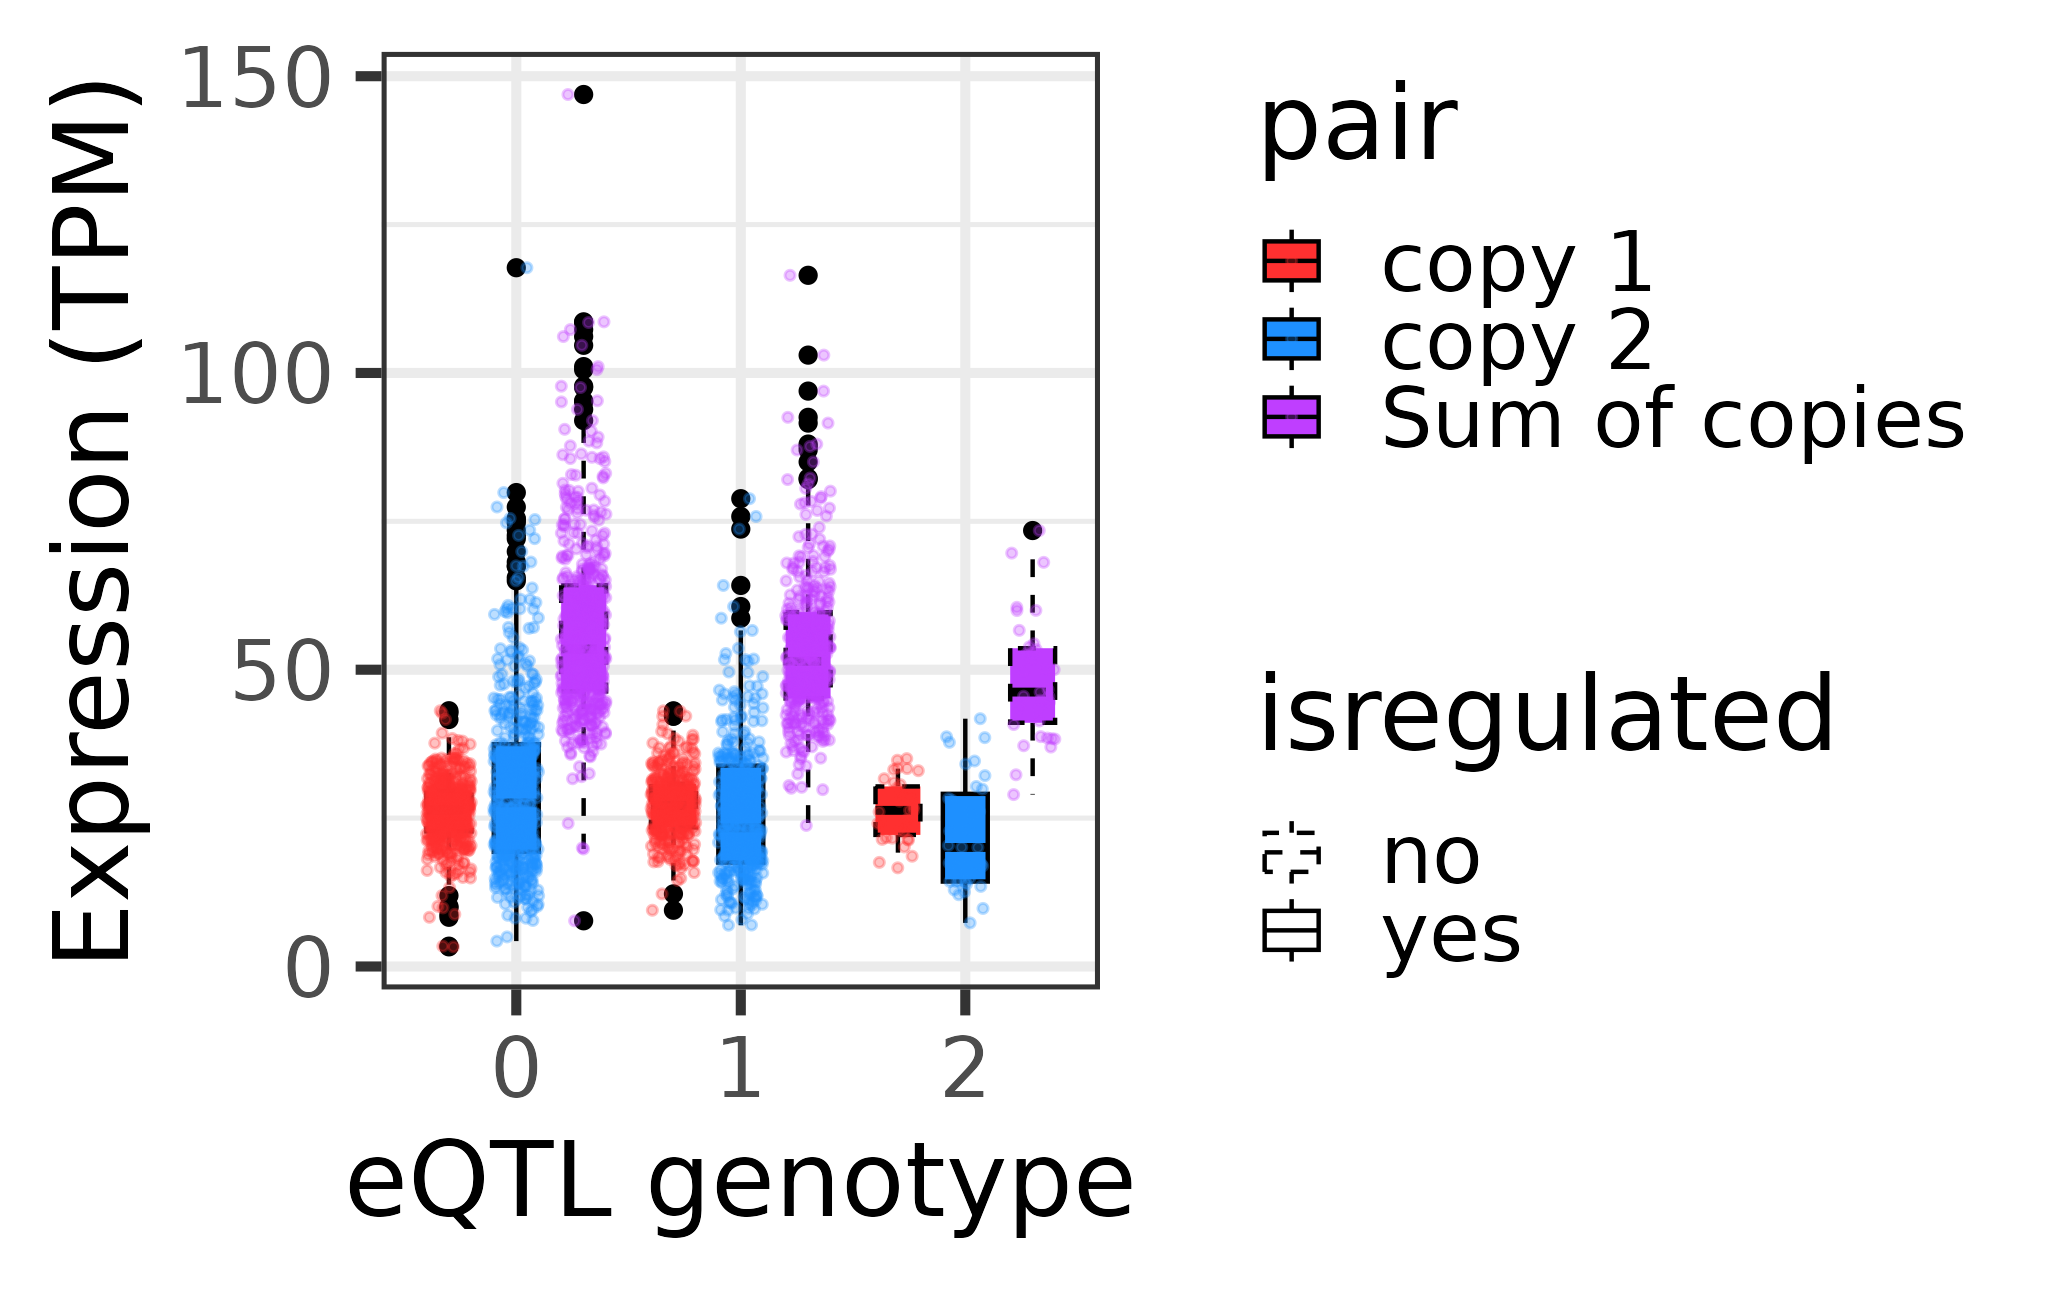 Expression (TPM)
150
100
50
0
0 1 2
eQTL genotype
pair
copy 1
copy 2
Sum of copies
isregulated
no
yes